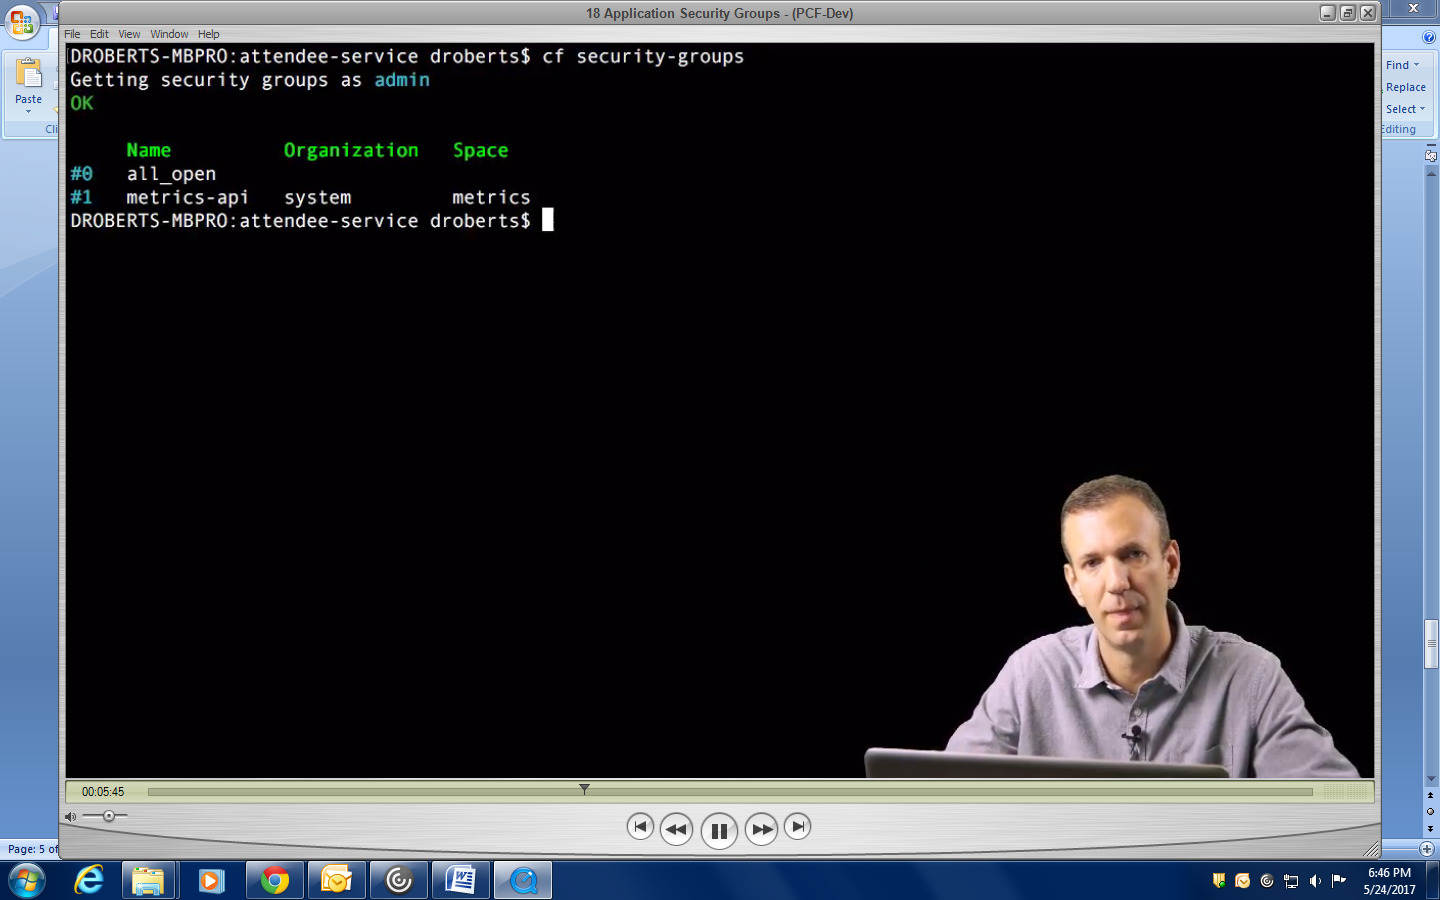 18 Application Security Groups - (PCF-Dev)
File Edit View Window Help
DROBERTS-MBPRO:attendee-service droberts$ cf security-groups
Getting security groups as admin
OK
Name Organization Space
#0 all_open
#1 metrics-api system metrics
DROBERTS-MBPRO:attendee-service droberts$
Paste
Cli
Find
Replace
Select
Editing
00:05:45
Page: 5 of
6:46 PM
5/24/2017